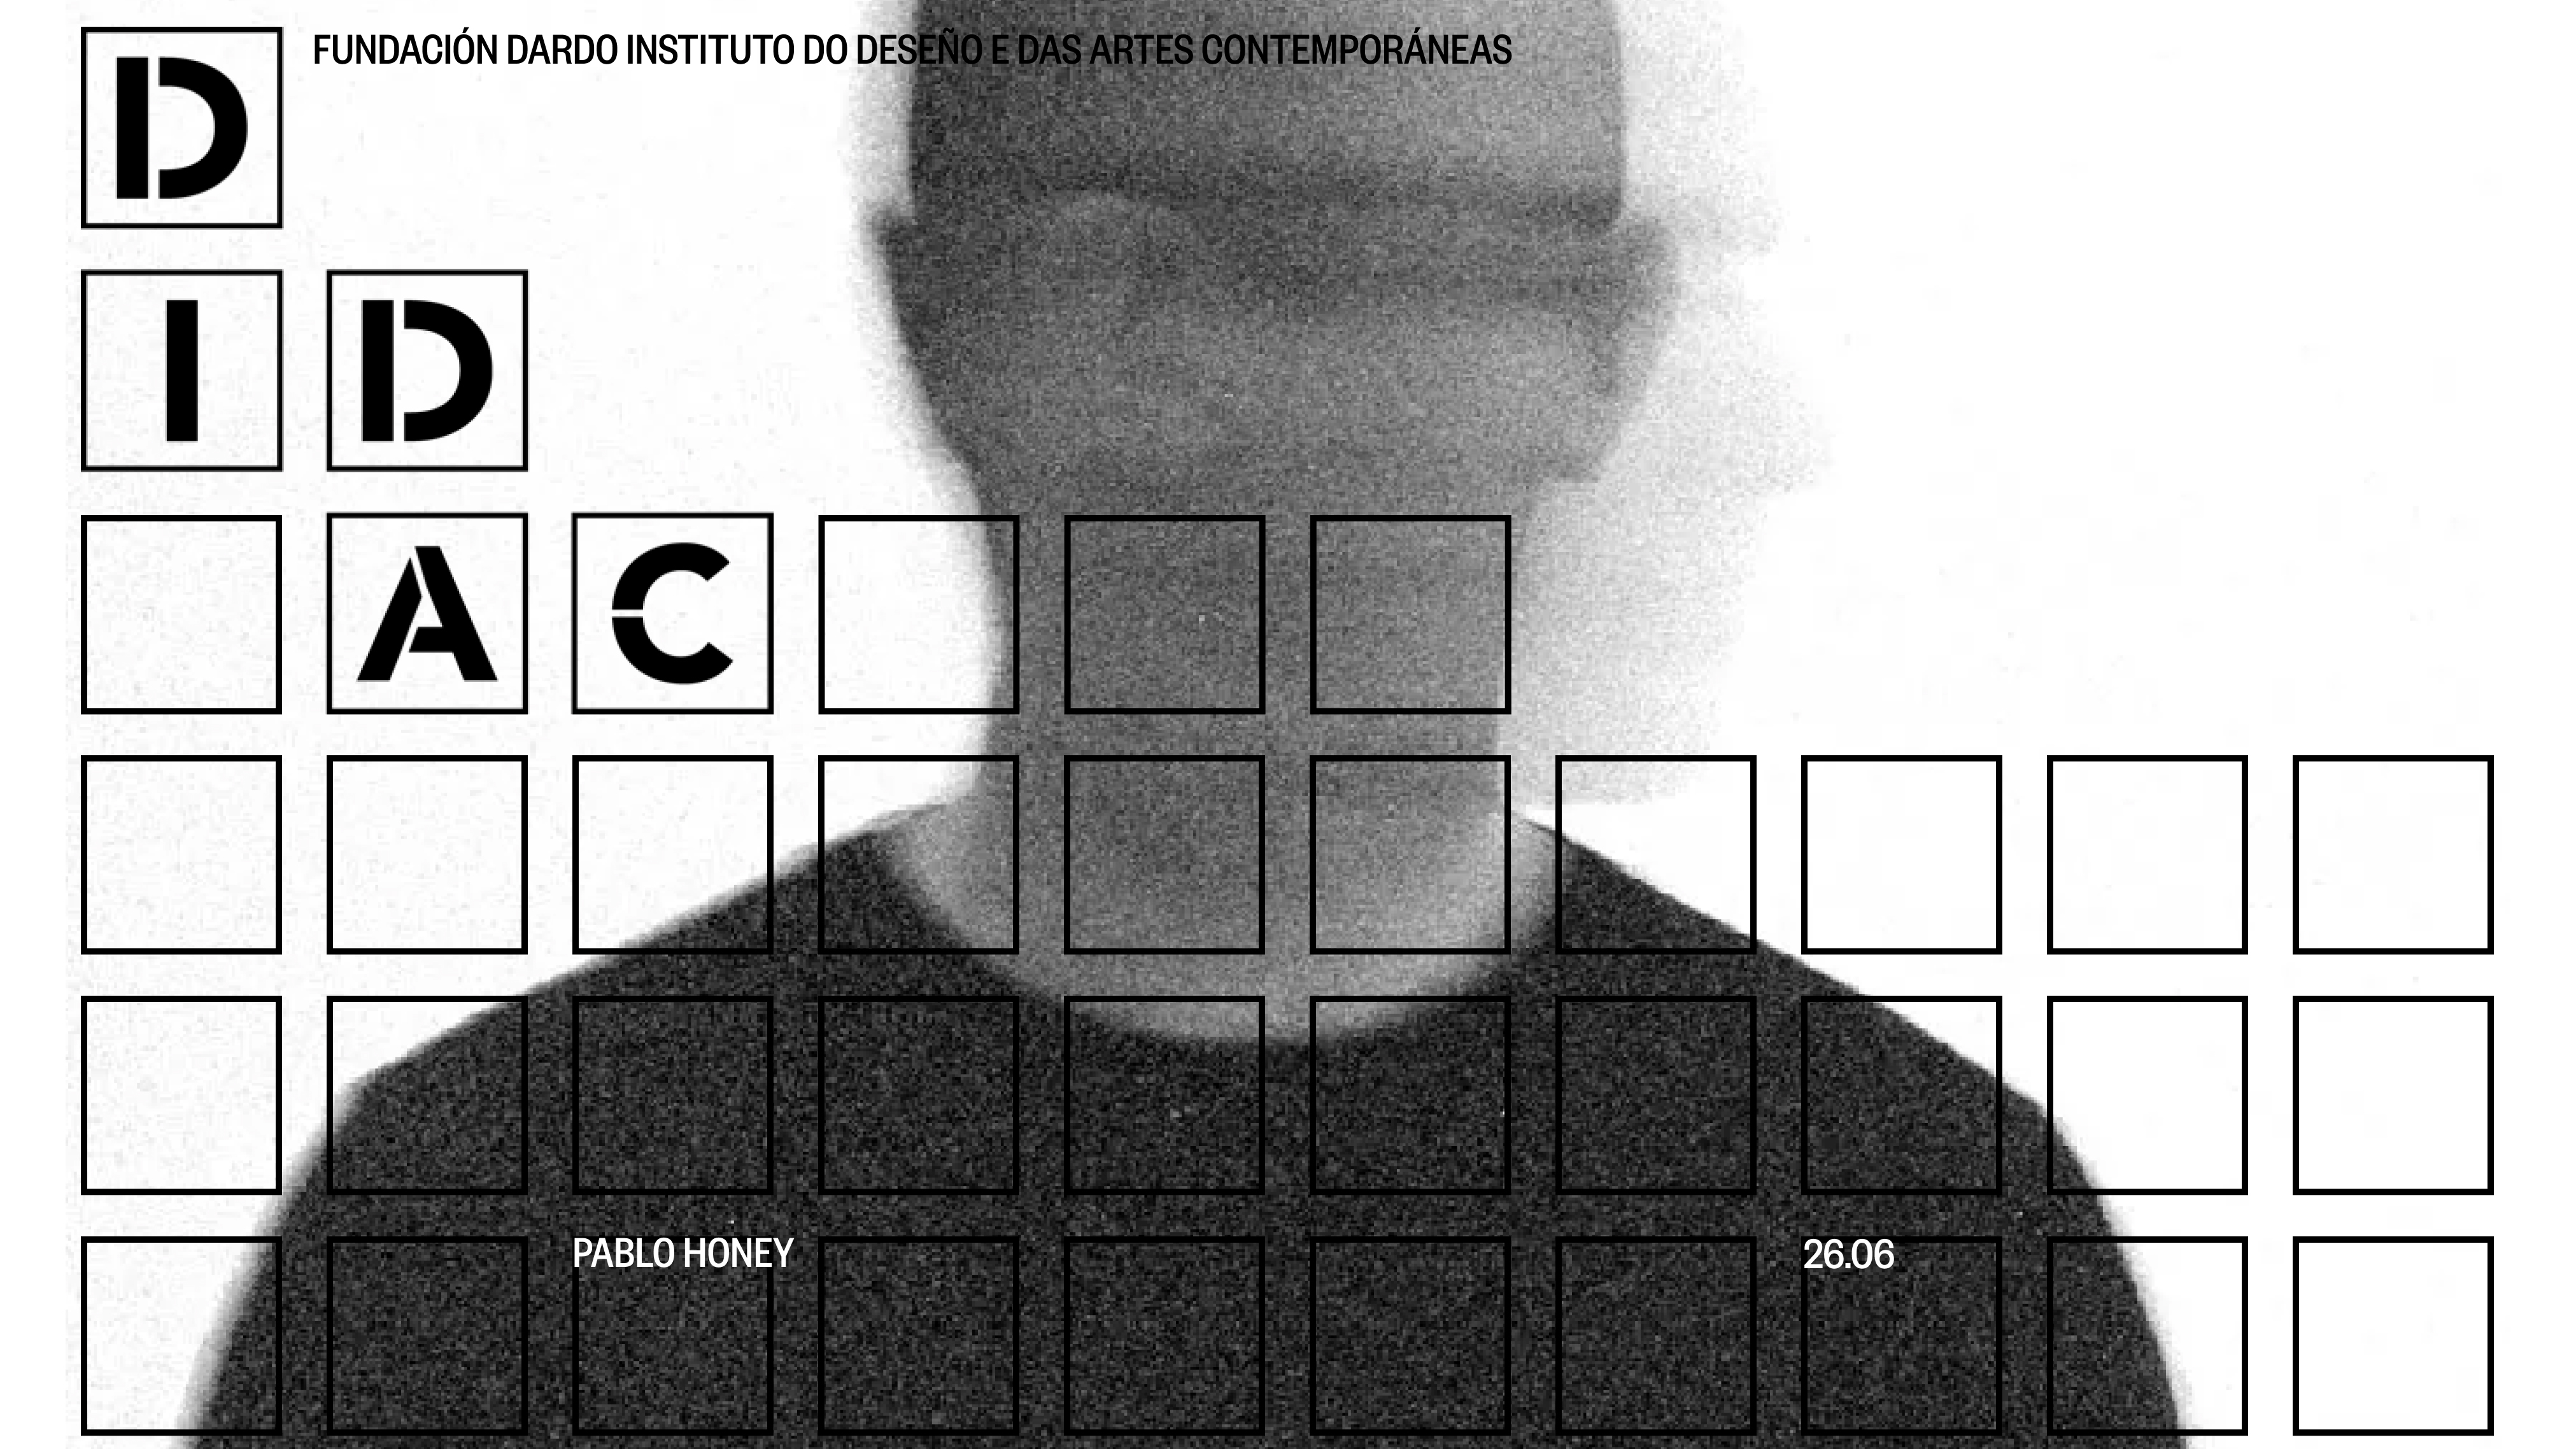 D
FUNDACIÓN DARDO INSTITUTO DO DESEÑO E DAS ARTES CONTEMPORÁNEAS
I D
A C
PABLO HONEY
26.06